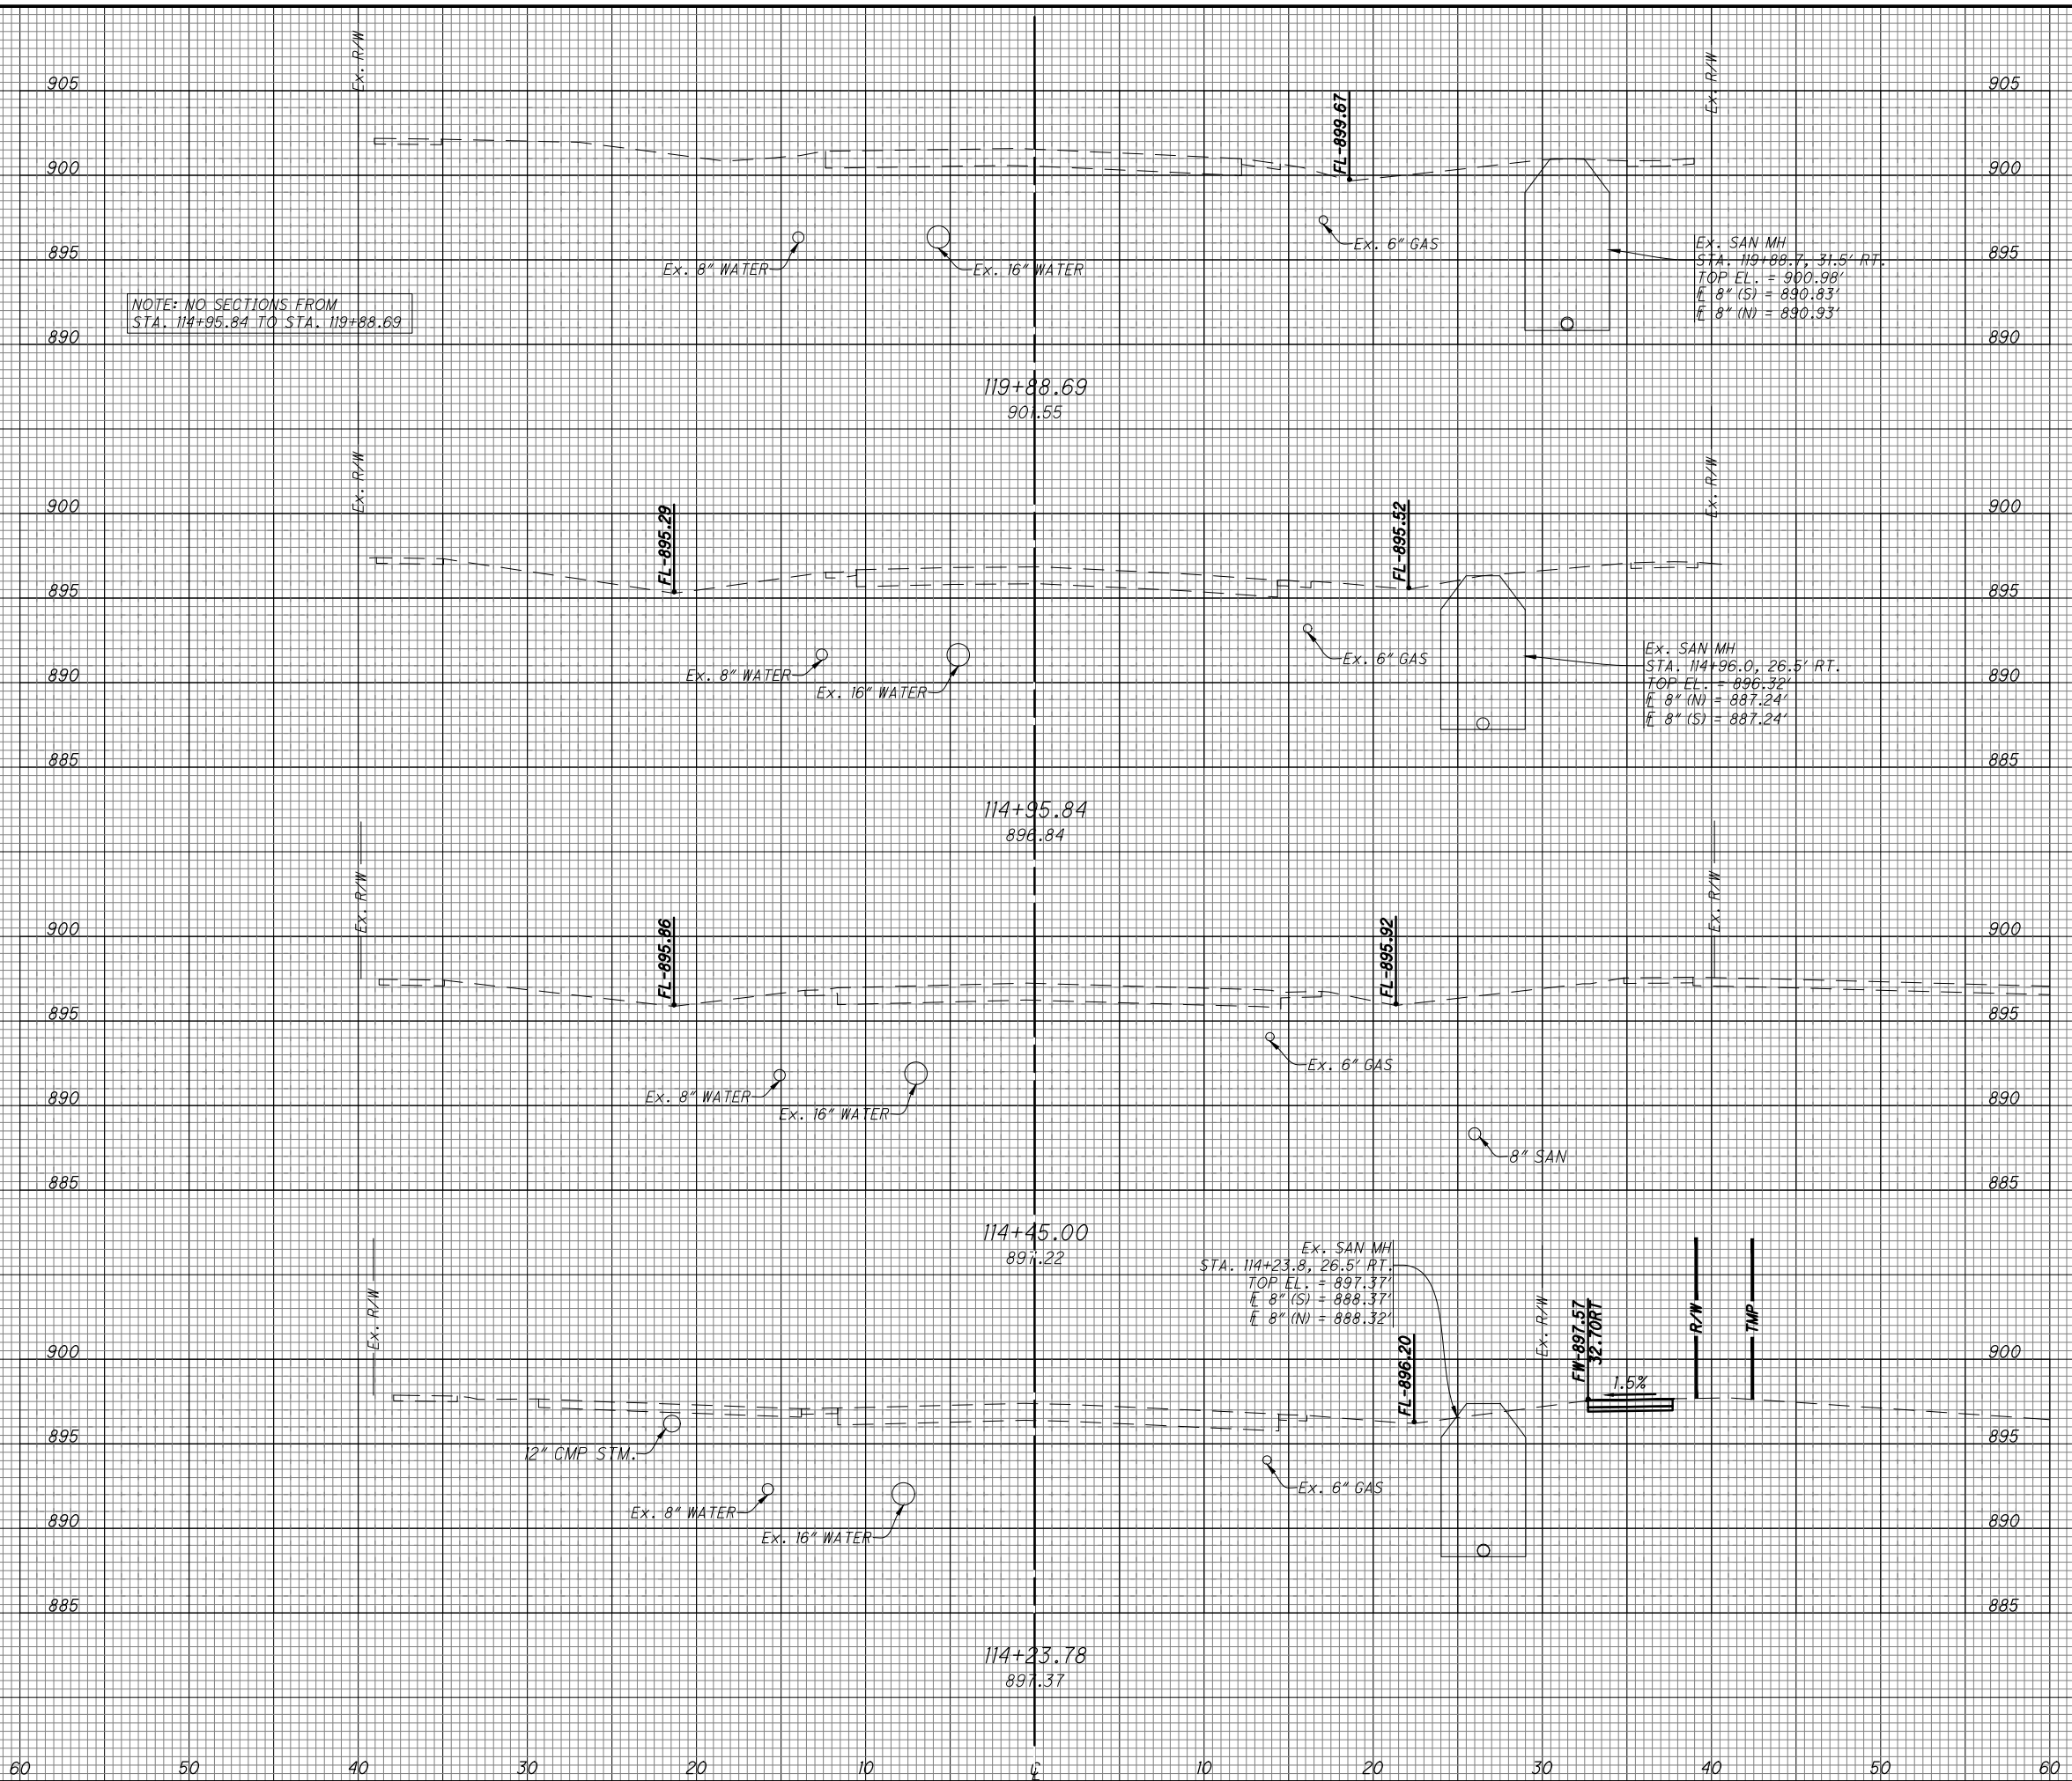 Ex. R/W
Ex. R/W
905
905
FL-899.67
900
900
Ex. 6" GAS
Ex. SAN MH
STA. 119+88.7, 31.5' RT.
TOP EL. = 900.98'
FL 8" (S) = 890.83'
FL 8" (N) = 890.93'
895
895
Ex. 8" WATER
Ex. 16" WATER
NOTE: NO SECTIONS FROM
STA. 114+95.84 TO STA. 119+88.69
890
890
119+88.69
901.55
Ex. R/W
Ex. R/W
900
900
FL-895.29
FL-895.52
895
895
Ex. 8" WATER
Ex. 16" WATER
Ex. 6" GAS
Ex. SAN MH
STA. 114+96.0, 26.5' RT.
TOP EL. = 896.32'
FL 8" (N) = 887.24'
FL 8" (S) = 887.24'
890
890
885
885
114+95.84
896.84
Ex. R/W
Ex. R/W
900
900
FL-895.86
FL-895.92
895
895
Ex. 6" GAS
Ex. 8" WATER
Ex. 16" WATER
890
890
8" SAN
885
885
114+45.00
897.22
Ex. SAN MH
STA. 114+23.8, 26.5' RT.
TOP EL. = 897.37'
FL 8" (S) = 888.37'
FL 8" (N) = 888.32'
Ex. R/W
Ex. R/W
FW-897.57
32.70RT
R/W
TMP
900
900
FL-896.20
1.5%
895
895
12" CMP STM.
Ex. 8" WATER
Ex. 16" WATER
Ex. 6" GAS
890
890
885
885
114+23.78
897.37
60 50 40 30 20 10 ℄ 10 20 30 40 50 60